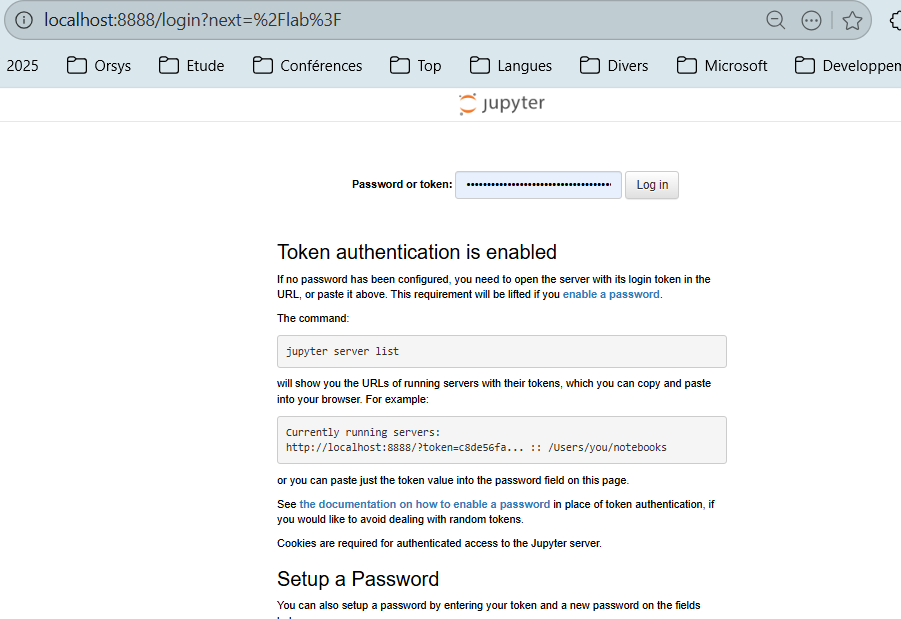 localhost:8888/login?next=%2Flab%3F
2025 Orsys Etude Conférences Top Langues Divers Microsoft Developpem
jupyter
Password or token: Log in
Token authentication is enabled
If no password has been configured, you need to open the server with its login token in the
URL, or paste it above. This requirement will be lifted if you enable a password.
The command:
jupyter server list
will show you the URLs of running servers with their tokens, which you can copy and paste
into your browser. For example:
Currently running servers:
http://localhost:8888/?token=c8de56fa... :: /Users/you/notebooks
or you can paste just the token value into the password field on this page.
See the documentation on how to enable a password in place of token authentication, if
you would like to avoid dealing with random tokens.
Cookies are required for authenticated access to the Jupyter server.
Setup a Password
You can also setup a password by entering your token and a new password on the fields